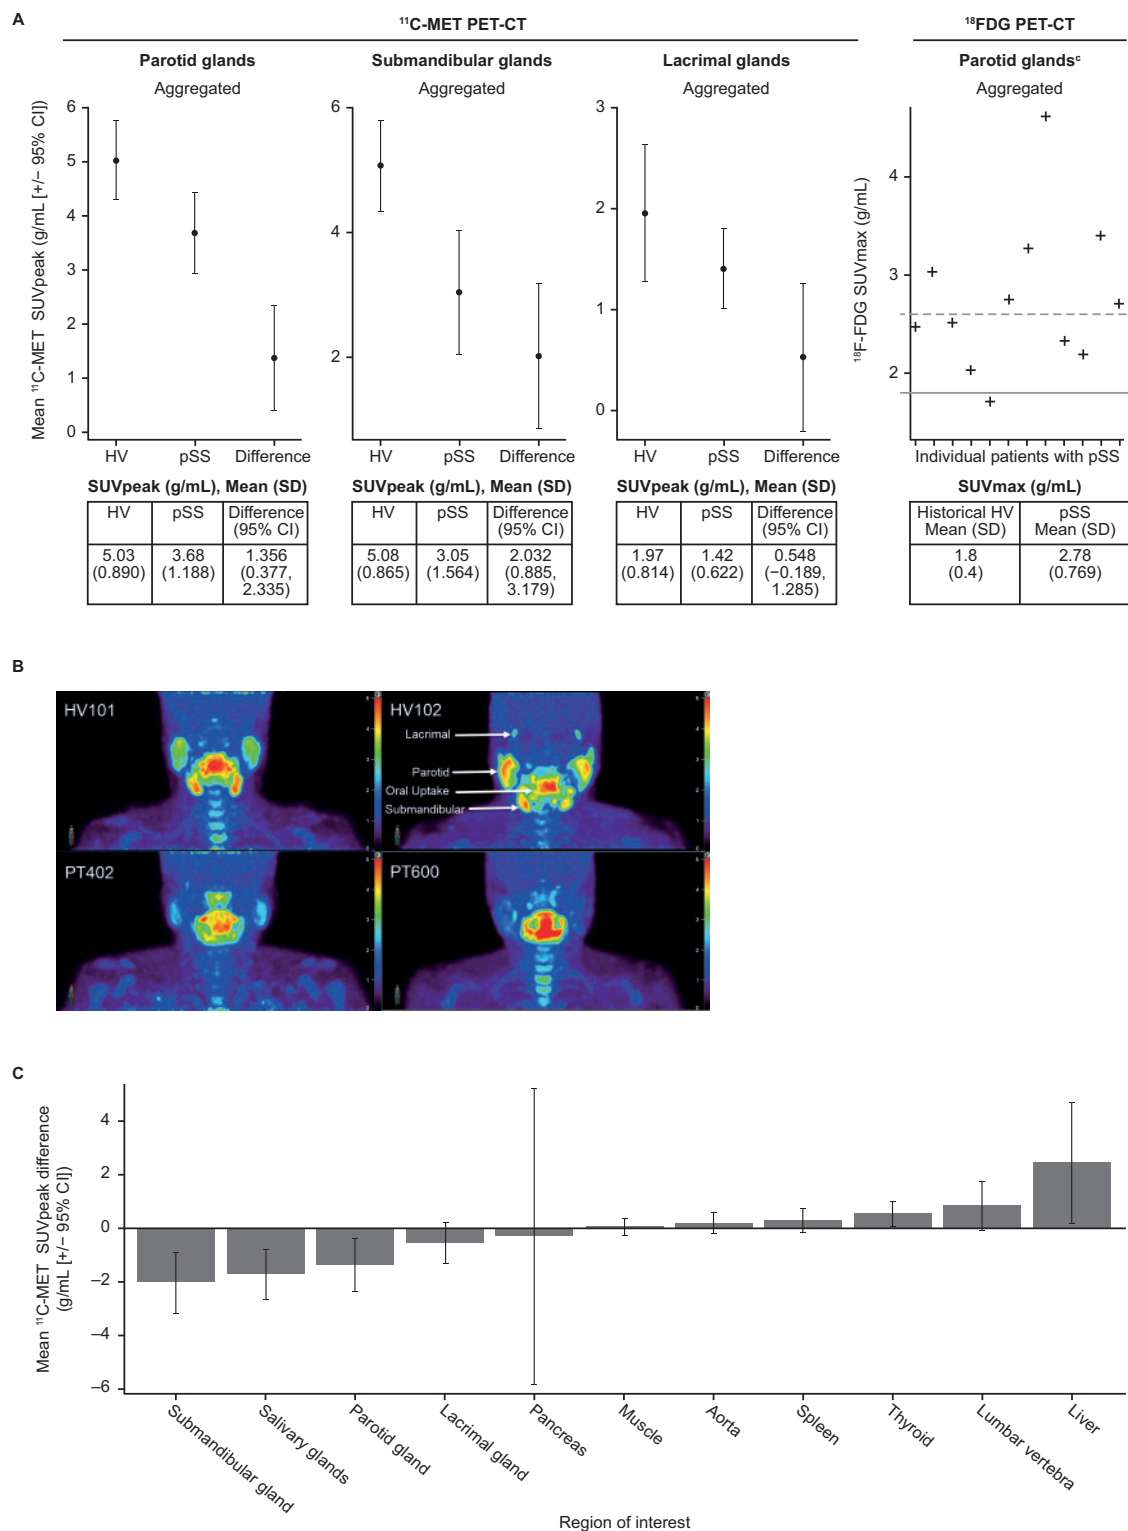 A
¹¹C-MET PET-CT
¹⁸FDG PET-CT
Parotid glands
Aggregated
Submandibular glands
Aggregated
Lacrimal glands
Aggregated
Parotid glandsᶜ
Aggregated
Mean ¹¹C-MET SUVpeak (g/mL [+/− 95% CI])
6
5
4
3
2
1
0
HV pSS Difference
6
4
2
HV pSS Difference
3
2
1
0
HV pSS Difference
¹⁸F-FDG SUVmax (g/mL)
4
3
2
Individual patients with pSS
SUVpeak (g/mL), Mean (SD)
HV pSS Difference (95% CI)
5.03 (0.890) 3.68 (1.188) 1.356 (0.377, 2.335)
SUVpeak (g/mL), Mean (SD)
HV pSS Difference (95% CI)
5.08 (0.865) 3.05 (1.564) 2.032 (0.885, 3.179)
SUVpeak (g/mL), Mean (SD)
HV pSS Difference (95% CI)
1.97 (0.814) 1.42 (0.622) 0.548 (−0.189, 1.285)
SUVmax (g/mL)
Historical HV Mean (SD) pSS Mean (SD)
1.8 (0.4) 2.78 (0.769)
B
HV101
HV102
Lacrimal
Parotid
Oral Uptake
Submandibular
PT402
PT600
C
Mean ¹¹C-MET SUVpeak difference
(g/mL [+/− 95% CI])
4
2
0
−2
−4
−6
Submandibular gland
Salivary glands
Parotid gland
Lacrimal gland
Pancreas
Muscle
Aorta
Spleen
Thyroid
Lumbar vertebra
Liver
Region of interest